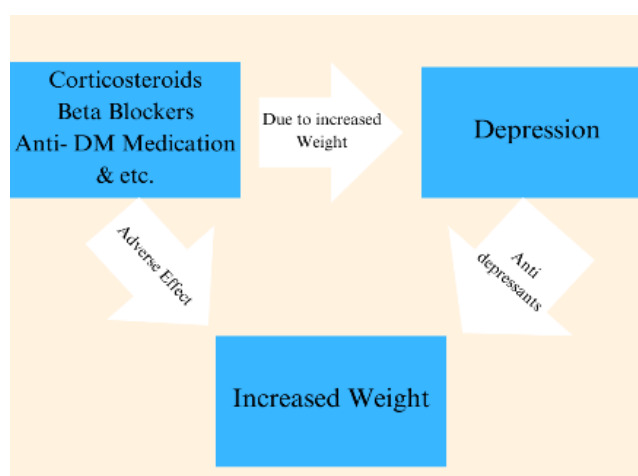 Corticosteroids
Beta Blockers
Anti- DM Medication
& etc.
Due to increased
Weight
Depression
Adverse Effect
Anti
depressants
Increased Weight